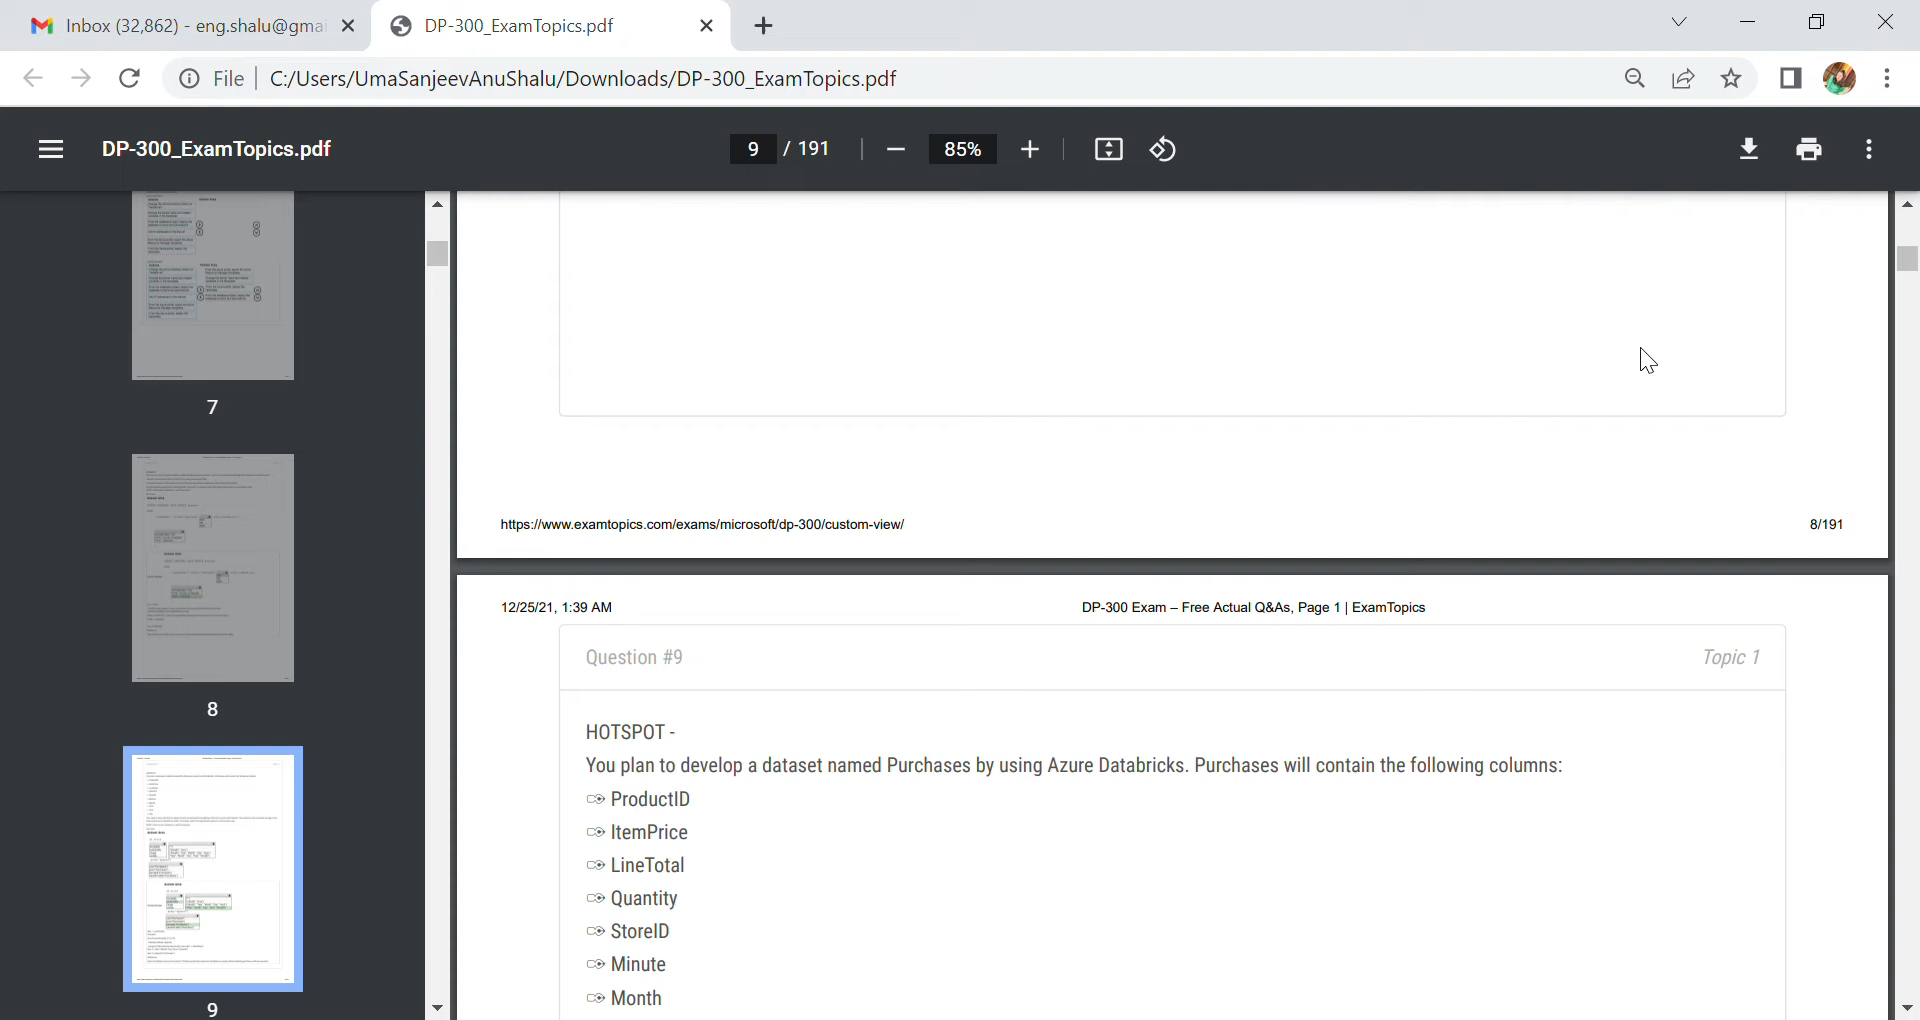 Inbox (32,862) - eng.shalu@gmai
DP-300_ExamTopics.pdf
File
C:/Users/UmaSanjeevAnuShalu/Downloads/DP-300_ExamTopics.pdf
DP-300_ExamTopics.pdf
9 / 191
85%
7
8
9
https://www.examtopics.com/exams/microsoft/dp-300/custom-view/
8/191
12/25/21, 1:39 AM
DP-300 Exam – Free Actual Q&As, Page 1 | ExamTopics
Question #9
Topic 1
HOTSPOT -
You plan to develop a dataset named Purchases by using Azure Databricks. Purchases will contain the following columns:
ProductID
ItemPrice
LineTotal
Quantity
StoreID
Minute
Month